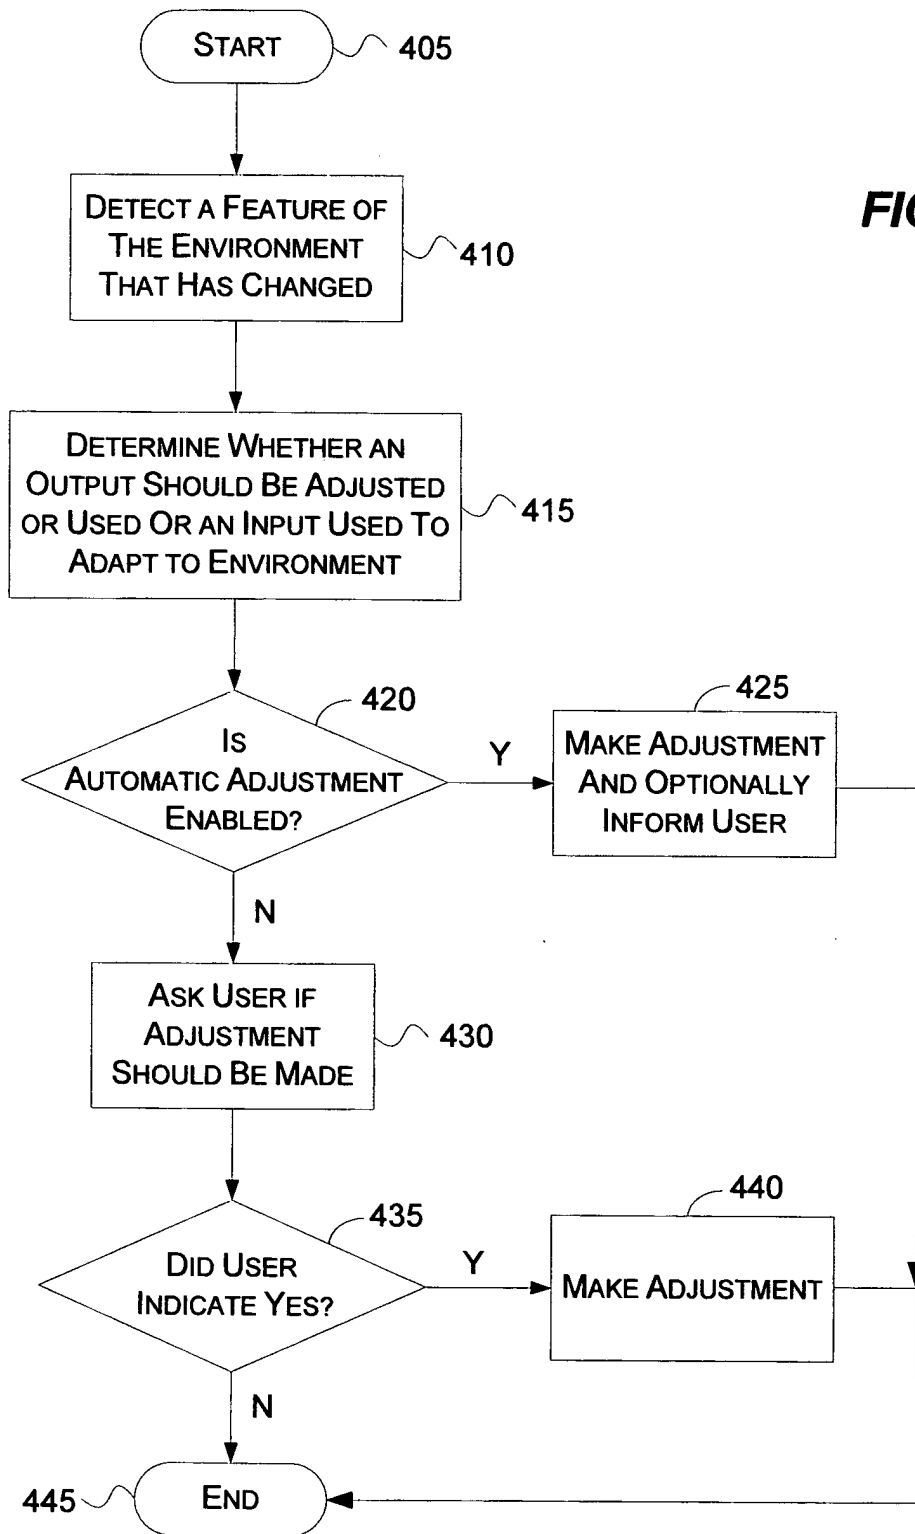 START
405
DETECT A FEATURE OF
THE ENVIRONMENT
THAT HAS CHANGED
410
FIG
DETERMINE WHETHER AN
OUTPUT SHOULD BE ADJUSTED
OR USED OR AN INPUT USED TO
ADAPT TO ENVIRONMENT
415
420
IS
AUTOMATIC ADJUSTMENT
ENABLED?
Y
425
MAKE ADJUSTMENT
AND OPTIONALLY
INFORM USER
N
ASK USER IF
ADJUSTMENT
SHOULD BE MADE
430
435
DID USER
INDICATE YES?
Y
440
MAKE ADJUSTMENT
N
445
END